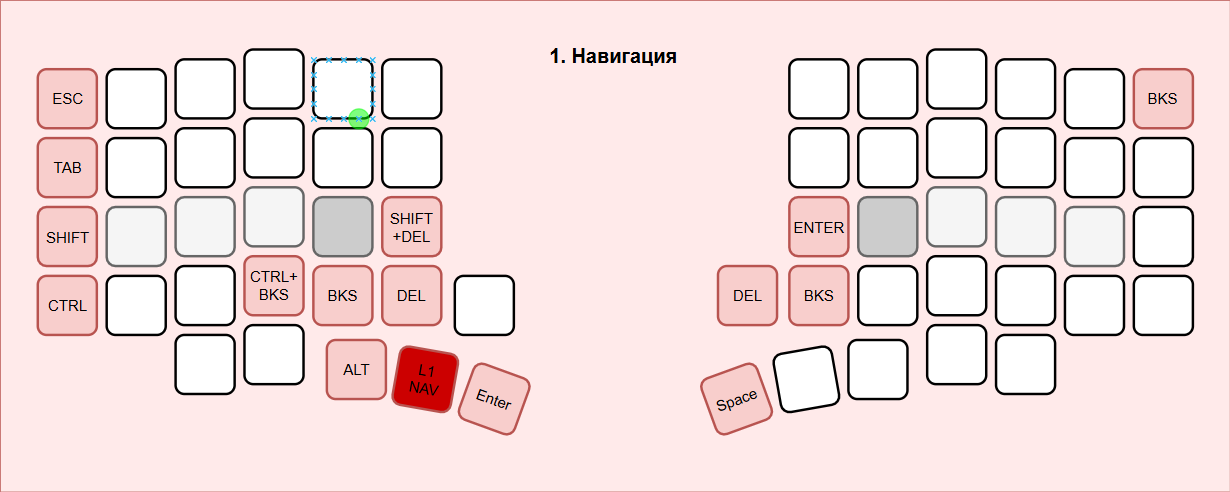 1. Навигация
ESC
BKS
TAB
SHIFT
SHIFT
+DEL
ENTER
CTRL
CTRL+
BKS
BKS
DEL
DEL
BKS
ALT
L1
NAV
Enter
Space